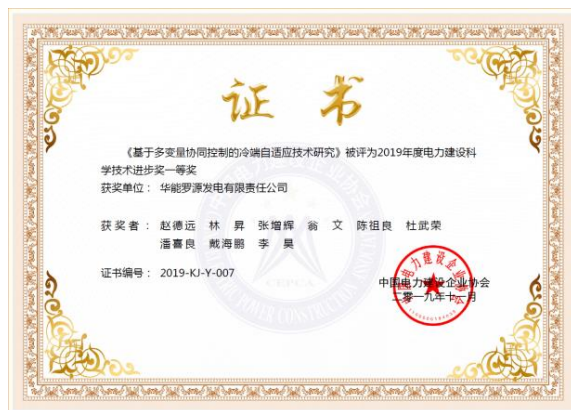 证书
《基于多变量协同控制的冷端自适应技术研究》被评为2019年度电力建设科
学技术进步奖一等奖
获奖单位：华能罗源发电有限责任公司
获奖者：赵德远 林昇 张增辉 翁文 陈祖良 杜武荣
潘喜良 戴海鹏 李昊
证书编号：2019-KJ-Y-007
中国电力建设企业协会
二零一九年十一月